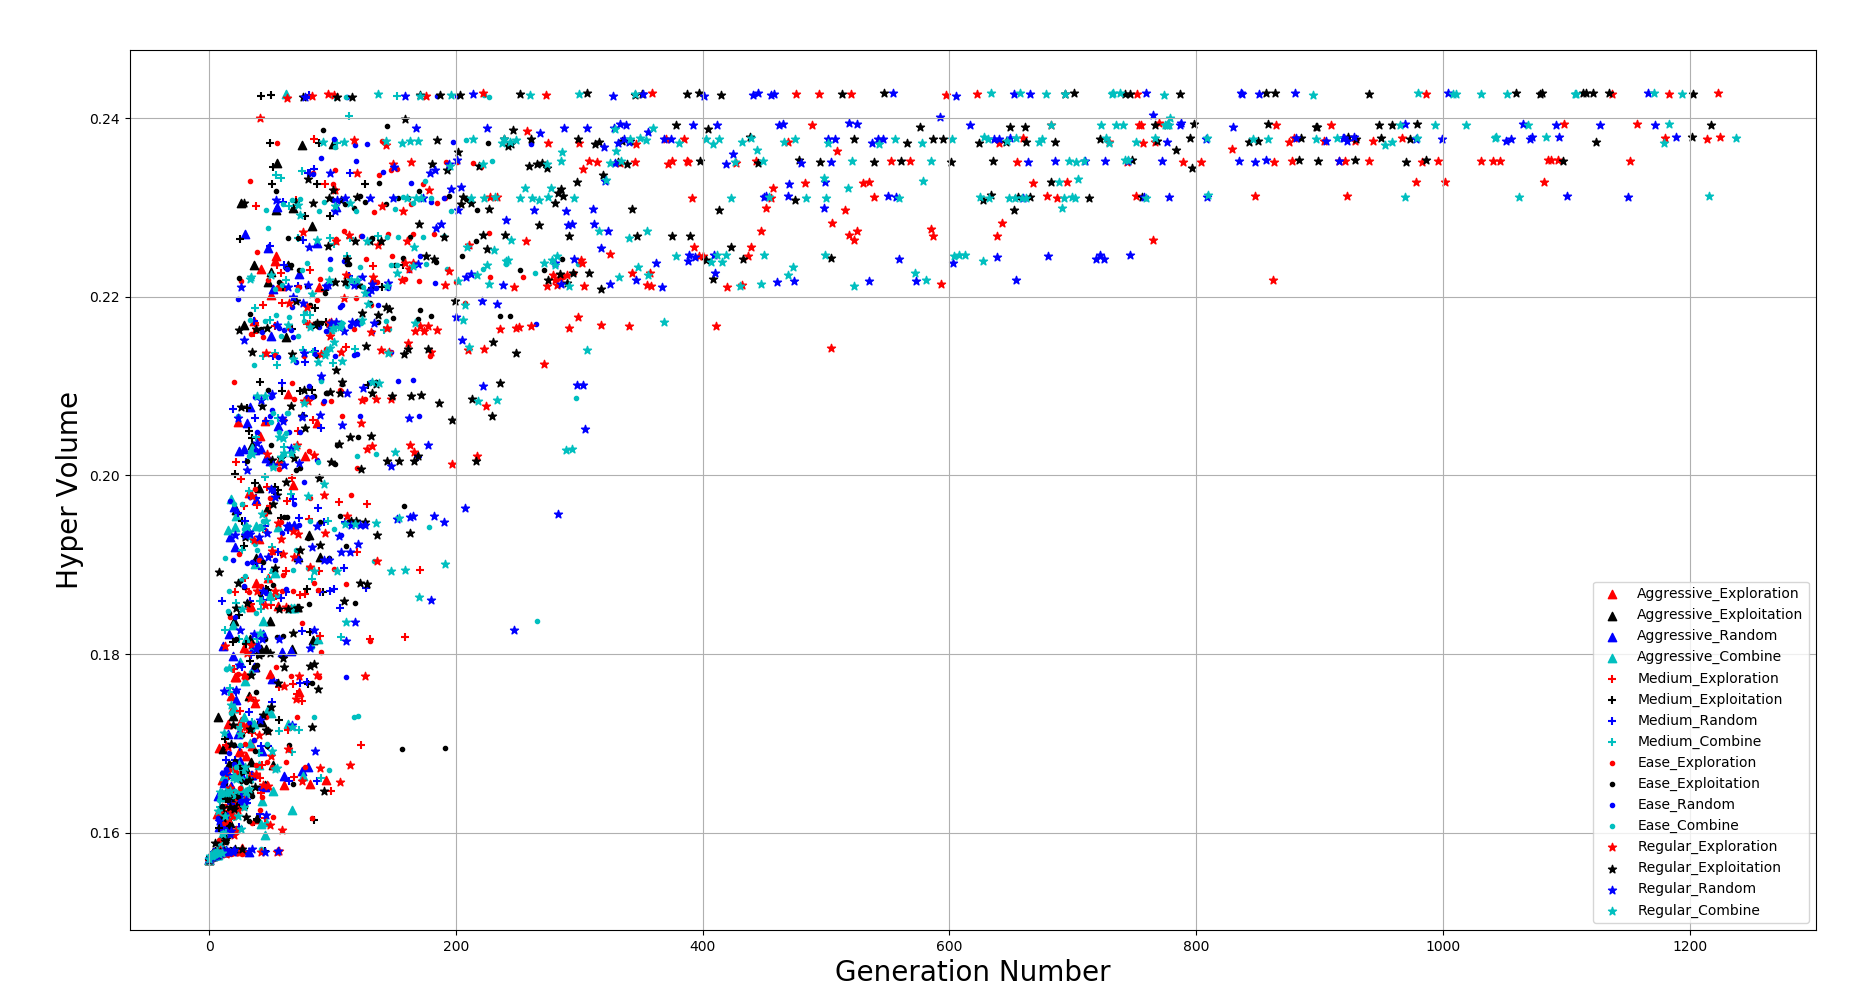 0.24
0.22
0.20
0.18
0.16
Hyper Volume
0
200
400
600
800
1000
1200
Generation Number
Aggressive_Exploration
Aggressive_Exploitation
Aggressive_Random
Aggressive_Combine
Medium_Exploration
Medium_Exploitation
Medium_Random
Medium_Combine
Ease_Exploration
Ease_Exploitation
Ease_Random
Ease_Combine
Regular_Exploration
Regular_Exploitation
Regular_Random
Regular_Combine